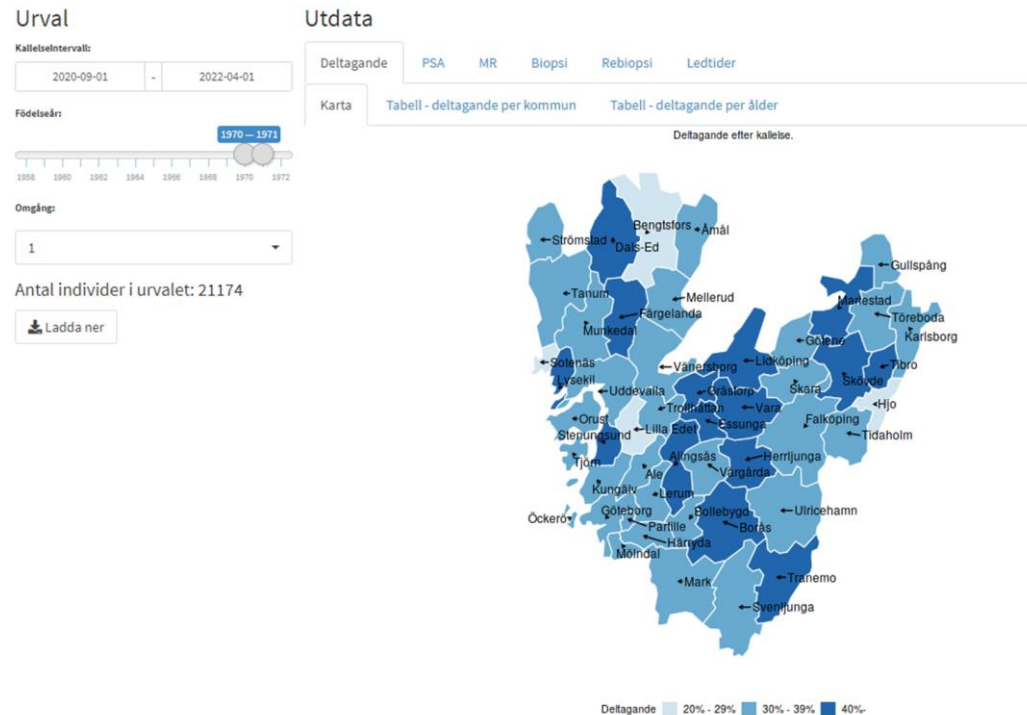 Urval
Kallelseintervall:
2020-09-01 - 2022-04-01
Födelseår:
1970 — 1971
1958 1960 1962 1964 1966 1968 1970 1972
Omgång:
1
Antal individer i urvalet: 21174
Ladda ner
Utdata
Deltagande PSA MR Biopsi Rebiopsi Ledtider
Karta Tabell - deltagande per kommun Tabell - deltagande per ålder
Deltagande efter kallelse.
Bengtsfors
Åmål
Strömstad
Dals-Ed
Gullspång
Tanum
Mellerud
Mariestad
Färgelanda
Töreboda
Munkedal
Karlsborg
Götene
Sotenäs
Vänersborg
Lidköping
Tibro
Lysekil
Skövde
Uddevalla
Grästorp
Skara
Hjo
Trollhättan
Vara
Orust
Essunga
Falköping
Lilla Edet
Stenungsund
Tidaholm
Alingsås
Herrljunga
Tjörn
Ale
Vårgårda
Kungälv
Lerum
Göteborg
Bollebygd
Ulricehamn
Öckerö
Partille
Borås
Härryda
Mölndal
Mark
Tranemo
Svenljunga
Deltagande 20% - 29% 30% - 39% 40%-